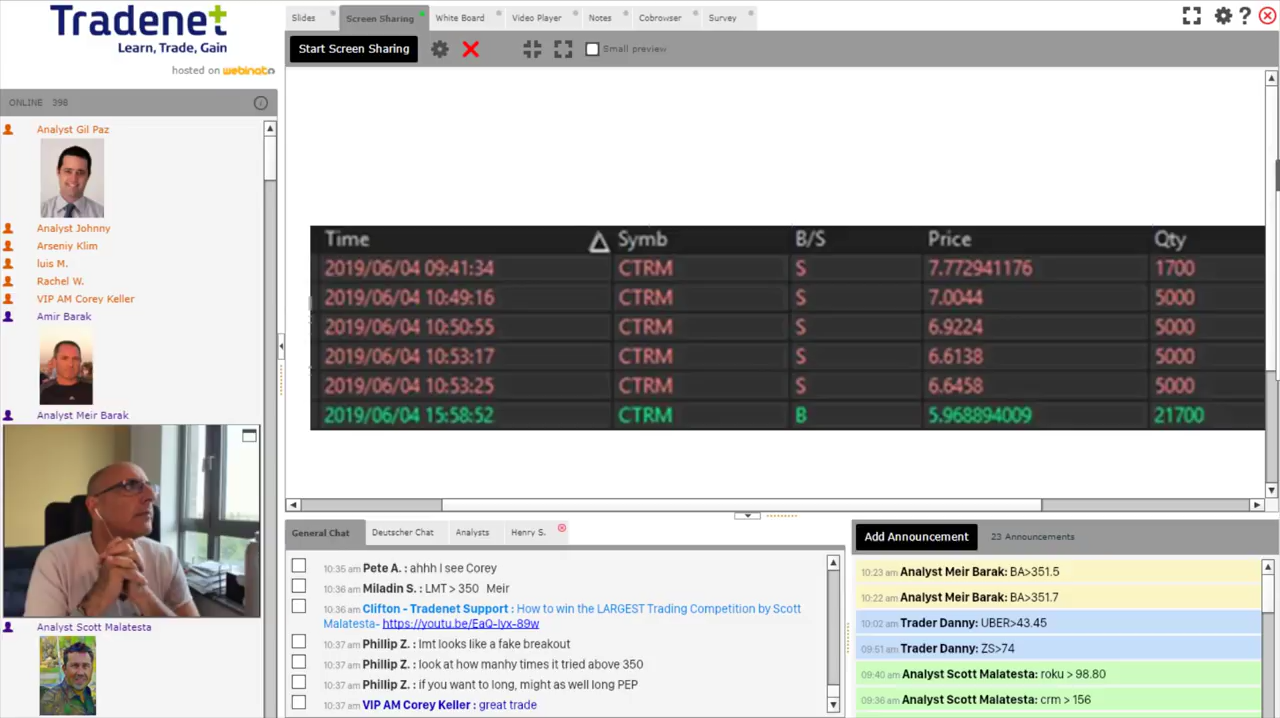 Tradenet
Learn, Trade, Gain
hosted on webinato
ONLINE 398
Analyst Gil Paz
Analyst Johnny
Arseniy Klim
luis M.
Rachel W.
VIP AM Corey Keller
Amir Barak
Analyst Meir Barak
Analyst Scott Malatesta
Slides Screen Sharing White Board Video Player Notes Cobrowser Survey
Start Screen Sharing Small preview
Time Symb B/S Price Qty
2019/06/04 09:41:34 CTRM S 7.772941176 1700
2019/06/04 10:49:16 CTRM S 7.0044 5000
2019/06/04 10:50:55 CTRM S 6.9224 5000
2019/06/04 10:53:17 CTRM S 6.6138 5000
2019/06/04 10:53:25 CTRM S 6.6458 5000
2019/06/04 15:58:52 CTRM B 5.968894009 21700
General Chat Deutscher Chat Analysts Henry S.
10:35 am Pete A. : ahhh I see Corey
10:36 am Miladin S. : LMT > 350 Meir
10:36 am Clifton - Tradenet Support : How to win the LARGEST Trading Competition by Scott
Malatesta- https://youtu.be/EaQ-lyx-89w
10:37 am Phillip Z. : lmt looks like a fake breakout
10:37 am Phillip Z. : look at how manhy times it tried above 350
10:37 am Phillip Z. : if you want to long, might as well long PEP
10:37 am VIP AM Corey Keller : great trade
Add Announcement 23 Announcements
10:23 am Analyst Meir Barak: BA>351.5
10:22 am Analyst Meir Barak: BA>351.7
10:02 am Trader Danny: UBER>43.45
09:51 am Trader Danny: ZS>74
09:40 am Analyst Scott Malatesta: roku > 98.80
09:36 am Analyst Scott Malatesta: crm > 156